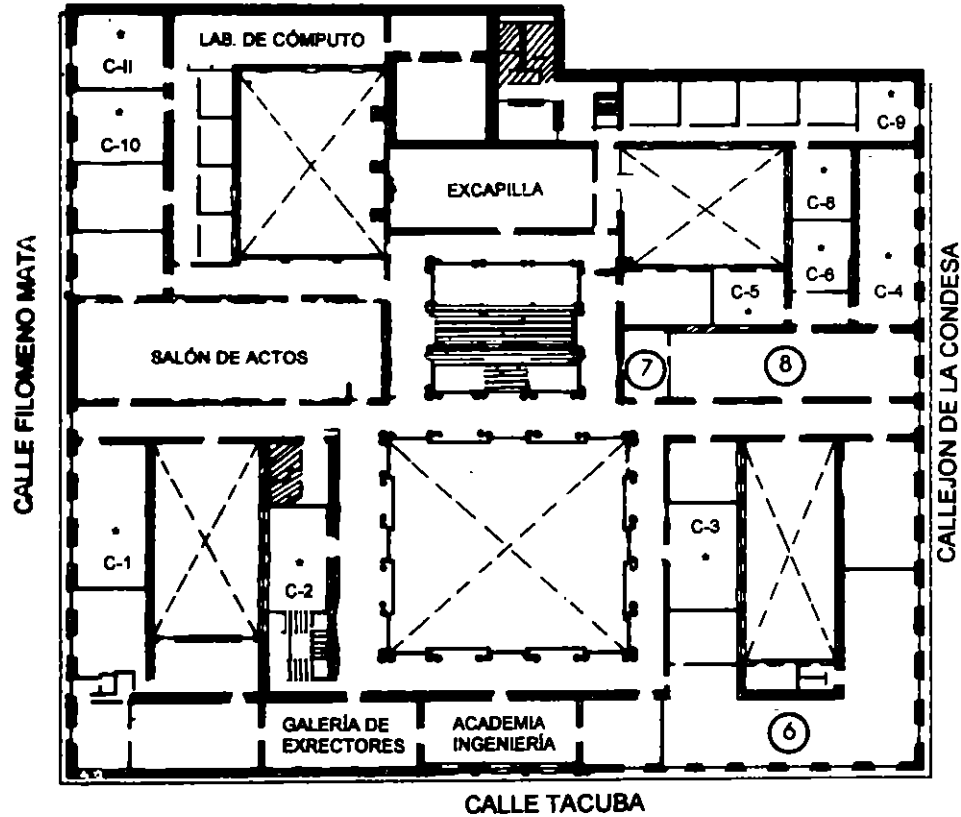 LAB. DE CÓMPUTO
C-11
C-10
C-9
EXCAPILLA
C-8
C-6
C-5
C-4
CALLE FILOMENO MATA
CALLEJON DE LA CONDESA
SALÓN DE ACTOS
7
8
C-1
C-2
C-3
GALERÍA DE
EXRECTORES
ACADEMIA
INGENIERÍA
6
CALLE TACUBA